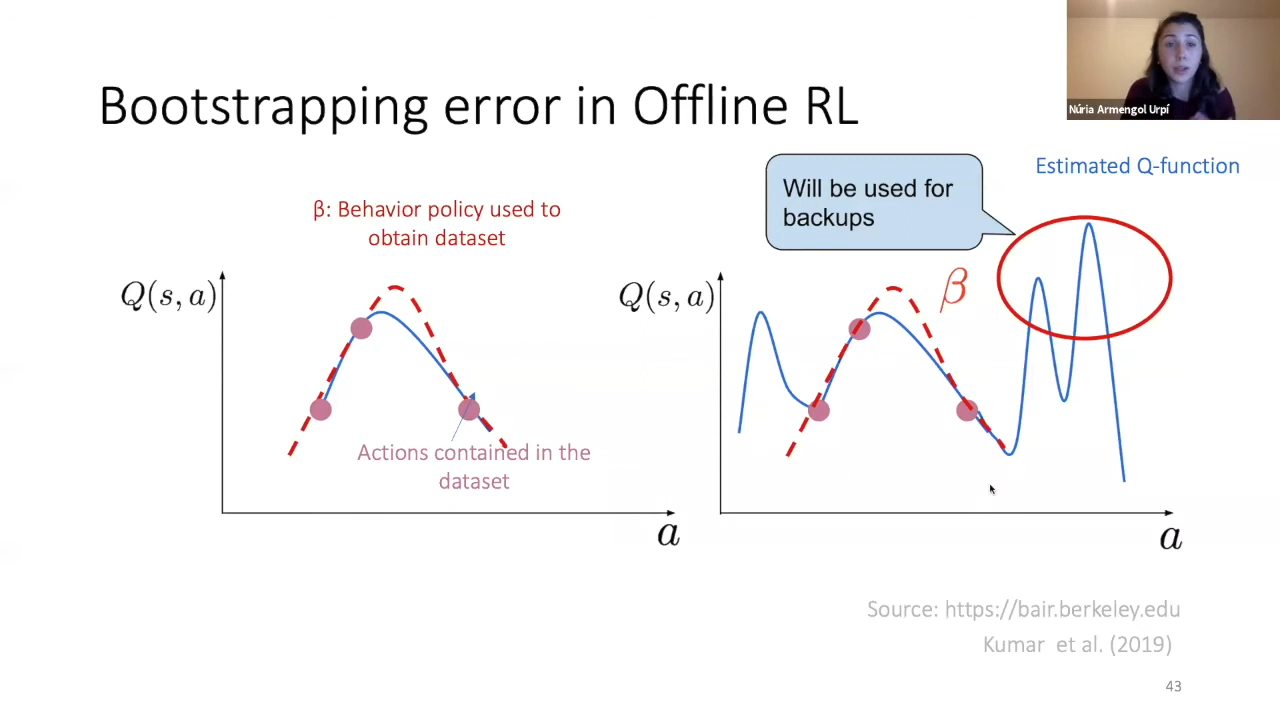 Bootstrapping error in Offline RL
Núria Armengol Urpí
Estimated Q-function
Will be used for
backups
β: Behavior policy used to
obtain dataset
Q(s, a)
Actions contained in the
dataset
a
Q(s, a)
β
a
Source: https://bair.berkeley.edu
Kumar et al. (2019)
43